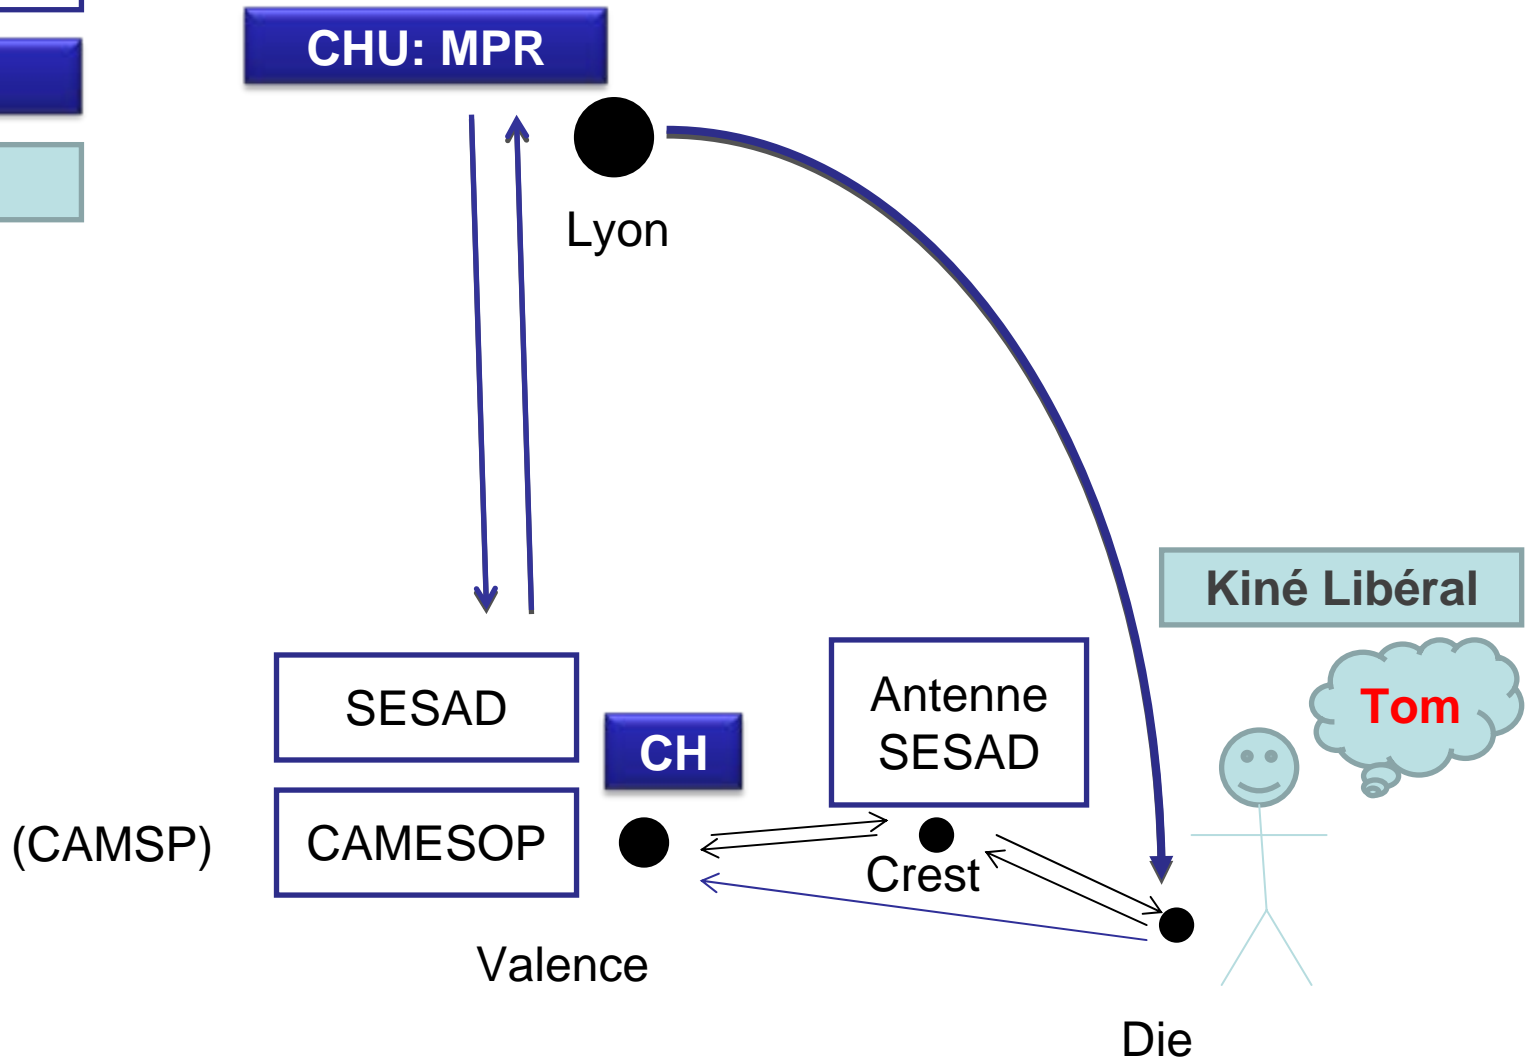 CHU: MPR
Lyon
Kiné Libéral
Tom
SESAD
Antenne
SESAD
CH
(CAMSP)
CAMESOP
Crest
Valence
Die